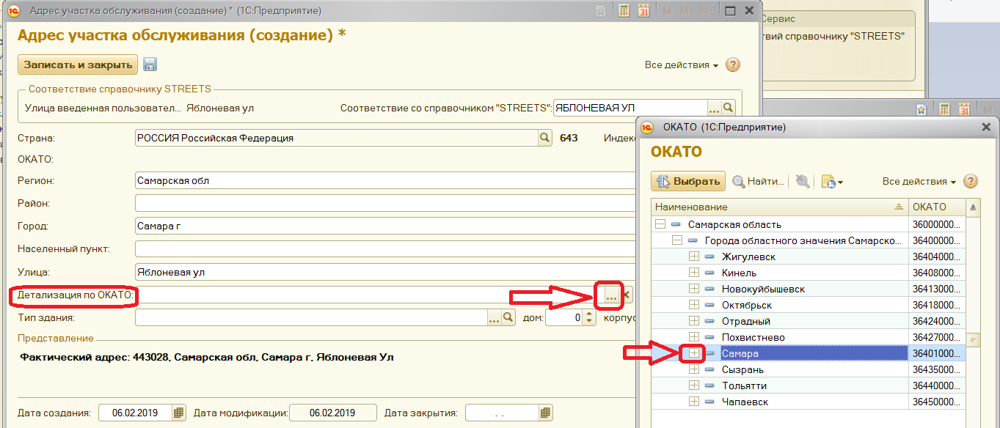 Адрес участка обслуживания (создание) * (1С:Предприятие)
M M+ M-
Адрес участка обслуживания (создание) *
Сервис
твий справочнику "STREETS"
Записать и закрыть
Все действия
Соответствие справочнику STREETS
Улица введенная пользовател... Яблоневая ул
Соответствие со справочником "STREETS": ЯБЛОНЕВАЯ УЛ ...
Страна: РОССИЯ Российская Федерация 643 Индекс
ОКАТО:
Регион: Самарская обл
Район:
Город: Самара г
Населенный пункт:
Улица: Яблоневая ул
Детализация по ОКАТО: ...
Тип здания: ... дом: 0 корпус
Представление
Фактический адрес: 443028, Самарская обл, Самара г, Яблоневая Ул
Дата создания: 06.02.2019 Дата модификации: 06.02.2019 Дата закрытия: . .
31 M
ОКАТО (1С:Предприятие)
ОКАТО
Выбрать Найти... Все действия
Наименование ОКАТО
Самарская область 36000000...
Города областного значения Самарско... 36400000...
Жигулевск 36404000...
Кинель 36408000...
Новокуйбышевск 36413000...
Октябрьск 36418000...
Отрадный 36424000...
Похвистнево 36427000...
Самара 36401000...
Сызрань 36435000...
Тольятти 36440000...
Чапаевск 36450000...